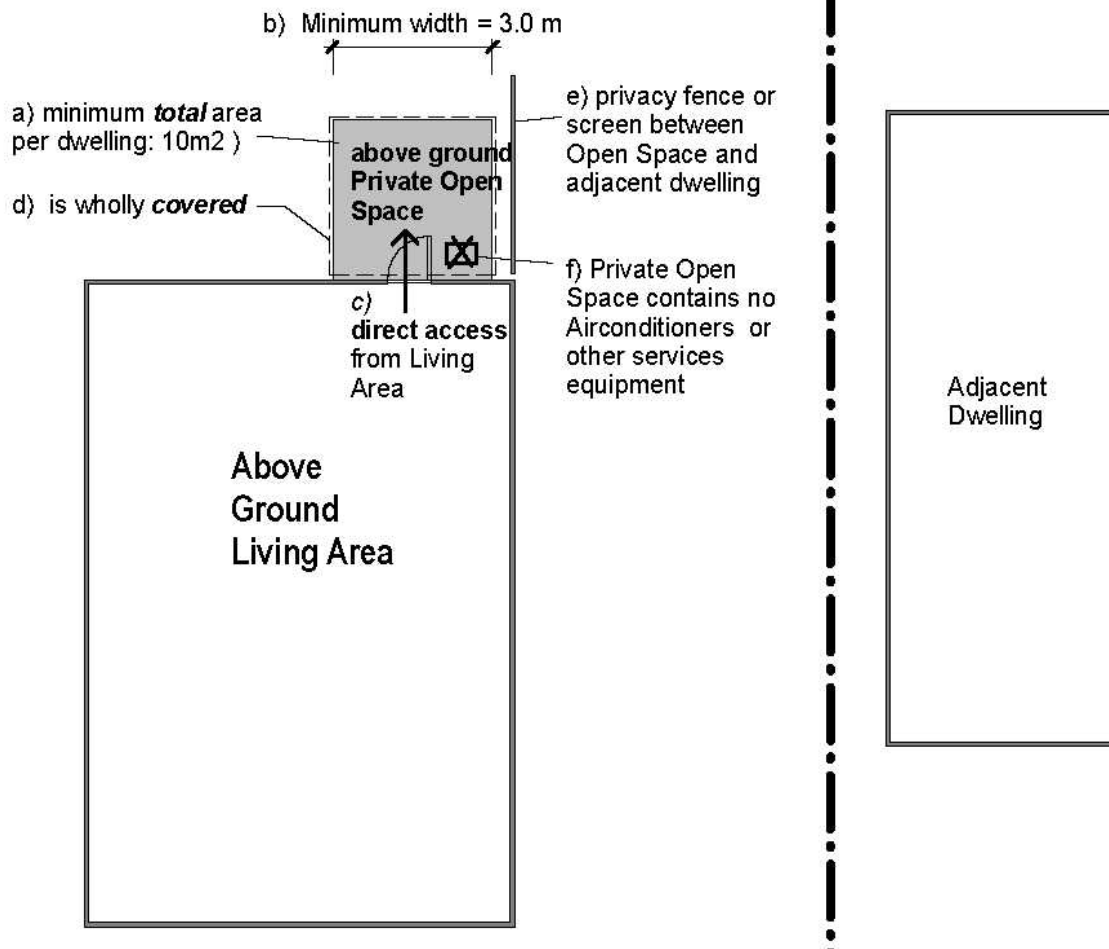 b)  Minimum width = 3.0 m
a) minimum total area
per dwelling: 10m2 )
d)  is wholly covered
above ground
Private Open
Space
c)
direct access
from Living
Area
e) privacy fence or
screen between
Open Space and
adjacent dwelling
f) Private Open
Space contains no
Airconditioners  or
other services
equipment
Above
Ground
Living Area
Adjacent
Dwelling